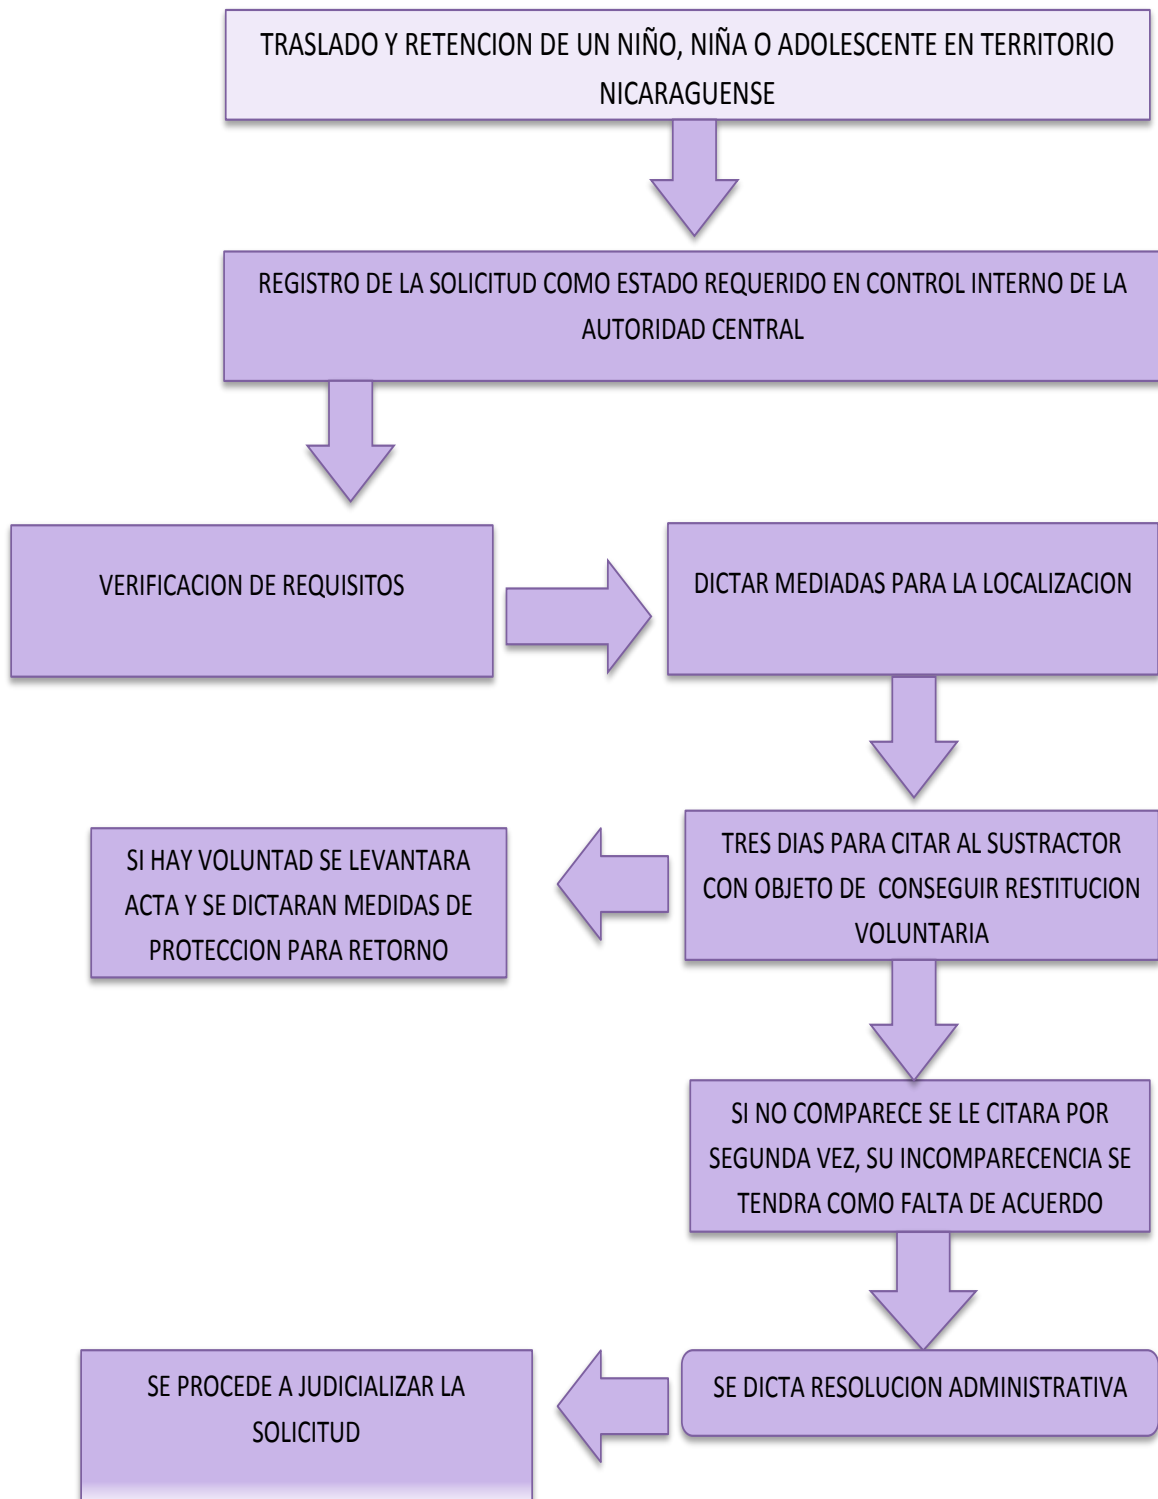 TRASLADO Y RETENCION DE UN NIÑO, NIÑA O ADOLESCENTE EN TERRITORIO
NICARAGUENSE
REGISTRO DE LA SOLICITUD COMO ESTADO REQUERIDO EN CONTROL INTERNO DE LA
AUTORIDAD CENTRAL
VERIFICACION DE REQUISITOS
DICTAR MEDIADAS PARA LA LOCALIZACION
TRES DIAS PARA CITAR AL SUSTRACTOR
CON OBJETO DE CONSEGUIR RESTITUCION
VOLUNTARIA
SI HAY VOLUNTAD SE LEVANTARA
ACTA Y SE DICTARAN MEDIDAS DE
PROTECCION PARA RETORNO
SI NO COMPARECE SE LE CITARA POR
SEGUNDA VEZ, SU INCOMPARECENCIA SE
TENDRA COMO FALTA DE ACUERDO
SE DICTA RESOLUCION ADMINISTRATIVA
SE PROCEDE A JUDICIALIZAR LA
SOLICITUD